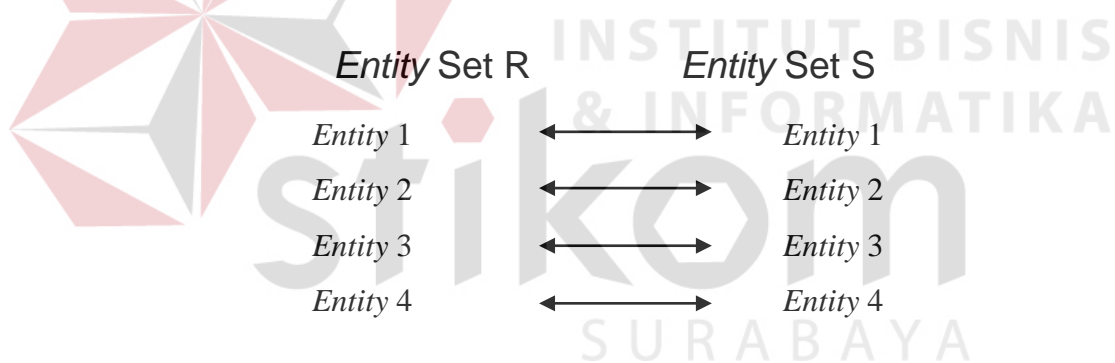 INSTITUT BISNIS
Entity Set R Entity Set S
& INFORMATIKA
Entity 1 Entity 1
stikom
Entity 2 Entity 2
Entity 3 Entity 3
Entity 4 Entity 4
SURABAYA